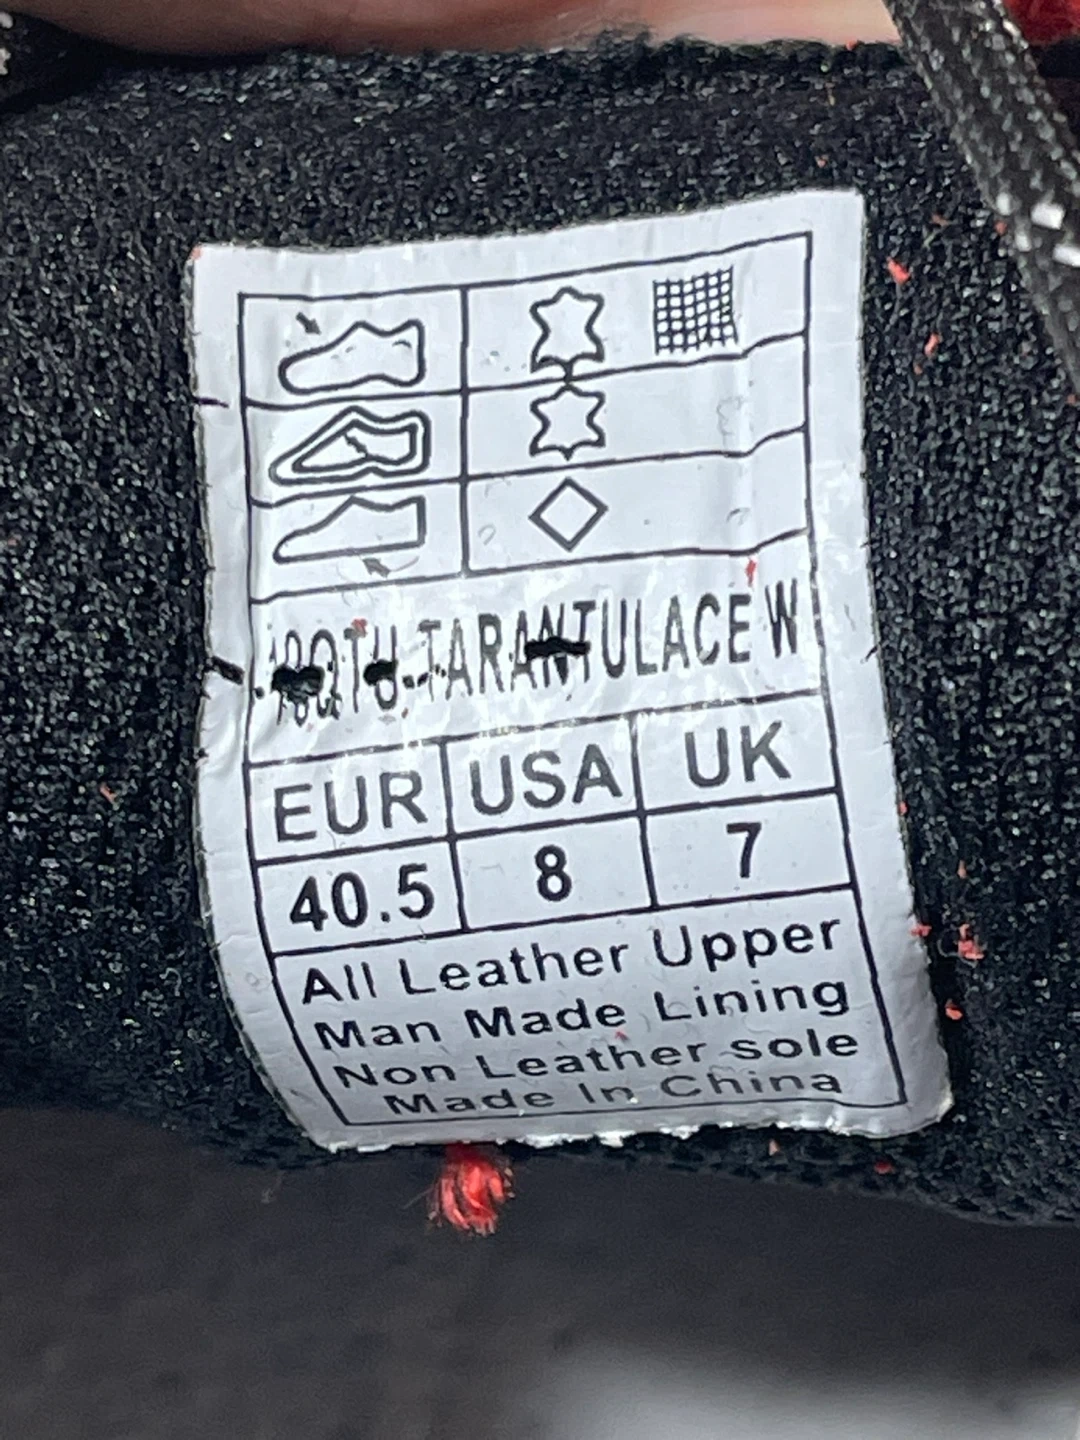 TARANTULACE W
EUR USA UK
40.5 8 7
All Leather Upper
Man Made Lining
Non Leather sole
Made In China